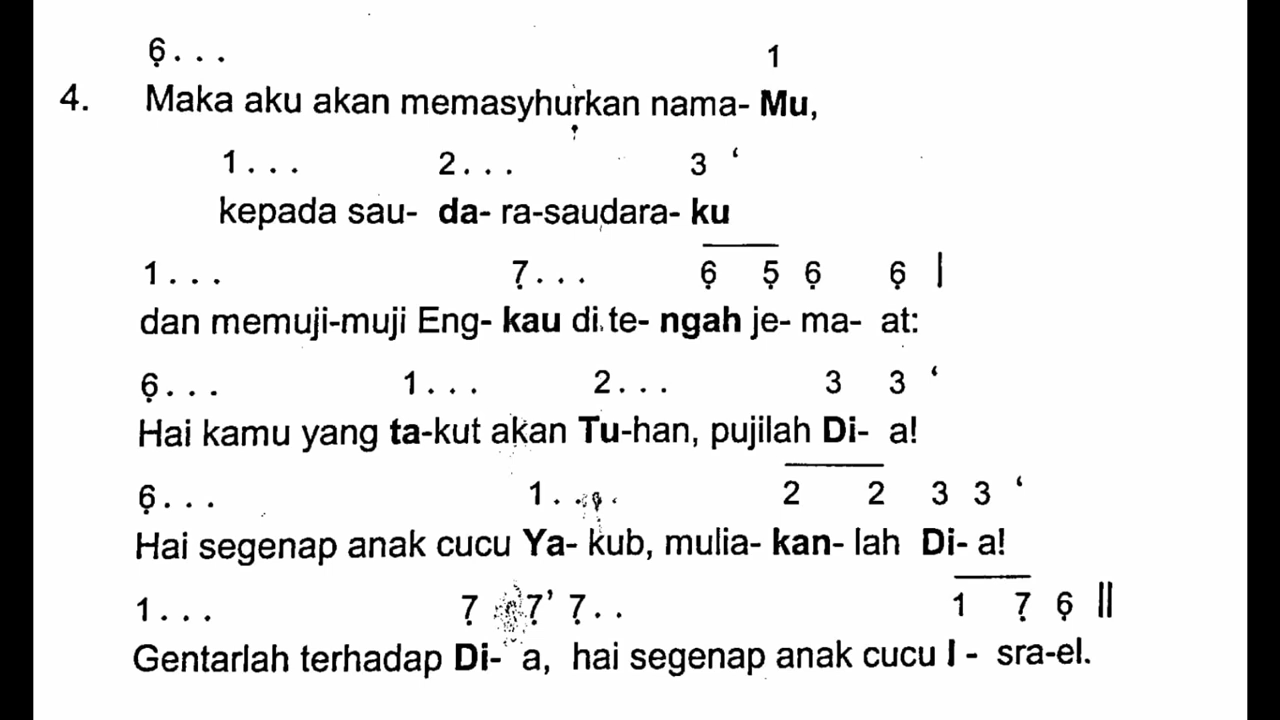 6̣ . . . 1
4. Maka aku akan memasyhurkan nama- Mu,
1 . . . 2 . . . 3 ‘
kepada sau- da- ra-saudara- ku
1 . . . 7̣ . . . 6̣ 5̣ 6̣ 6̣ |
dan memuji-muji Eng- kau di te- ngah je- ma- at:
6̣ . . . 1 . . . 2 . . . 3 3 ‘
Hai kamu yang ta-kut akan Tu-han, pujilah Di- a!
6̣ . . . 1 . . . 2 2 3 3 ‘
Hai segenap anak cucu Ya- kub, mulia- kan- lah Di- a!
1 . . . 7̣ 7̣ ’ 7̣ . . 1 7̣ 6̣ ||
Gentarlah terhadap Di- a, hai segenap anak cucu I - sra-el.